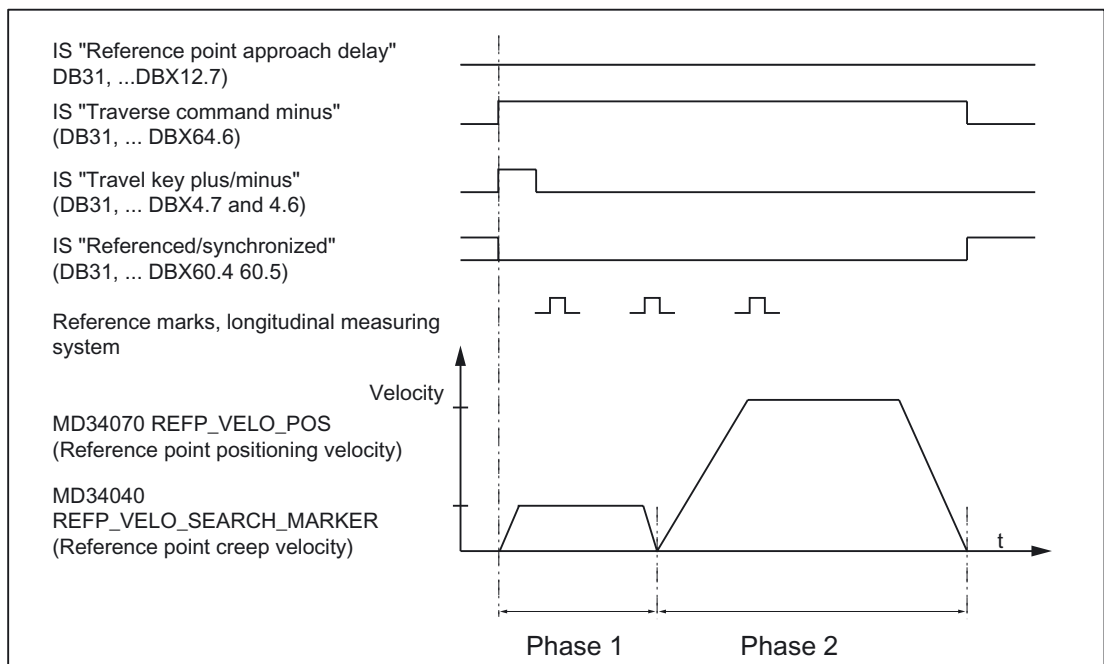 IS "Reference point approach delay"
DB31, ...DBX12.7)
IS "Traverse command minus"
(DB31, ... DBX64.6)
IS "Travel key plus/minus"
(DB31, ... DBX4.7 and 4.6)
IS "Referenced/synchronized"
(DB31, ... DBX60.4 60.5)
Reference marks, longitudinal measuring
system
Velocity
MD34070 REFP_VELO_POS
(Reference point positioning velocity)
MD34040
REFP_VELO_SEARCH_MARKER
(Reference point creep velocity)
t
Phase 1
Phase 2